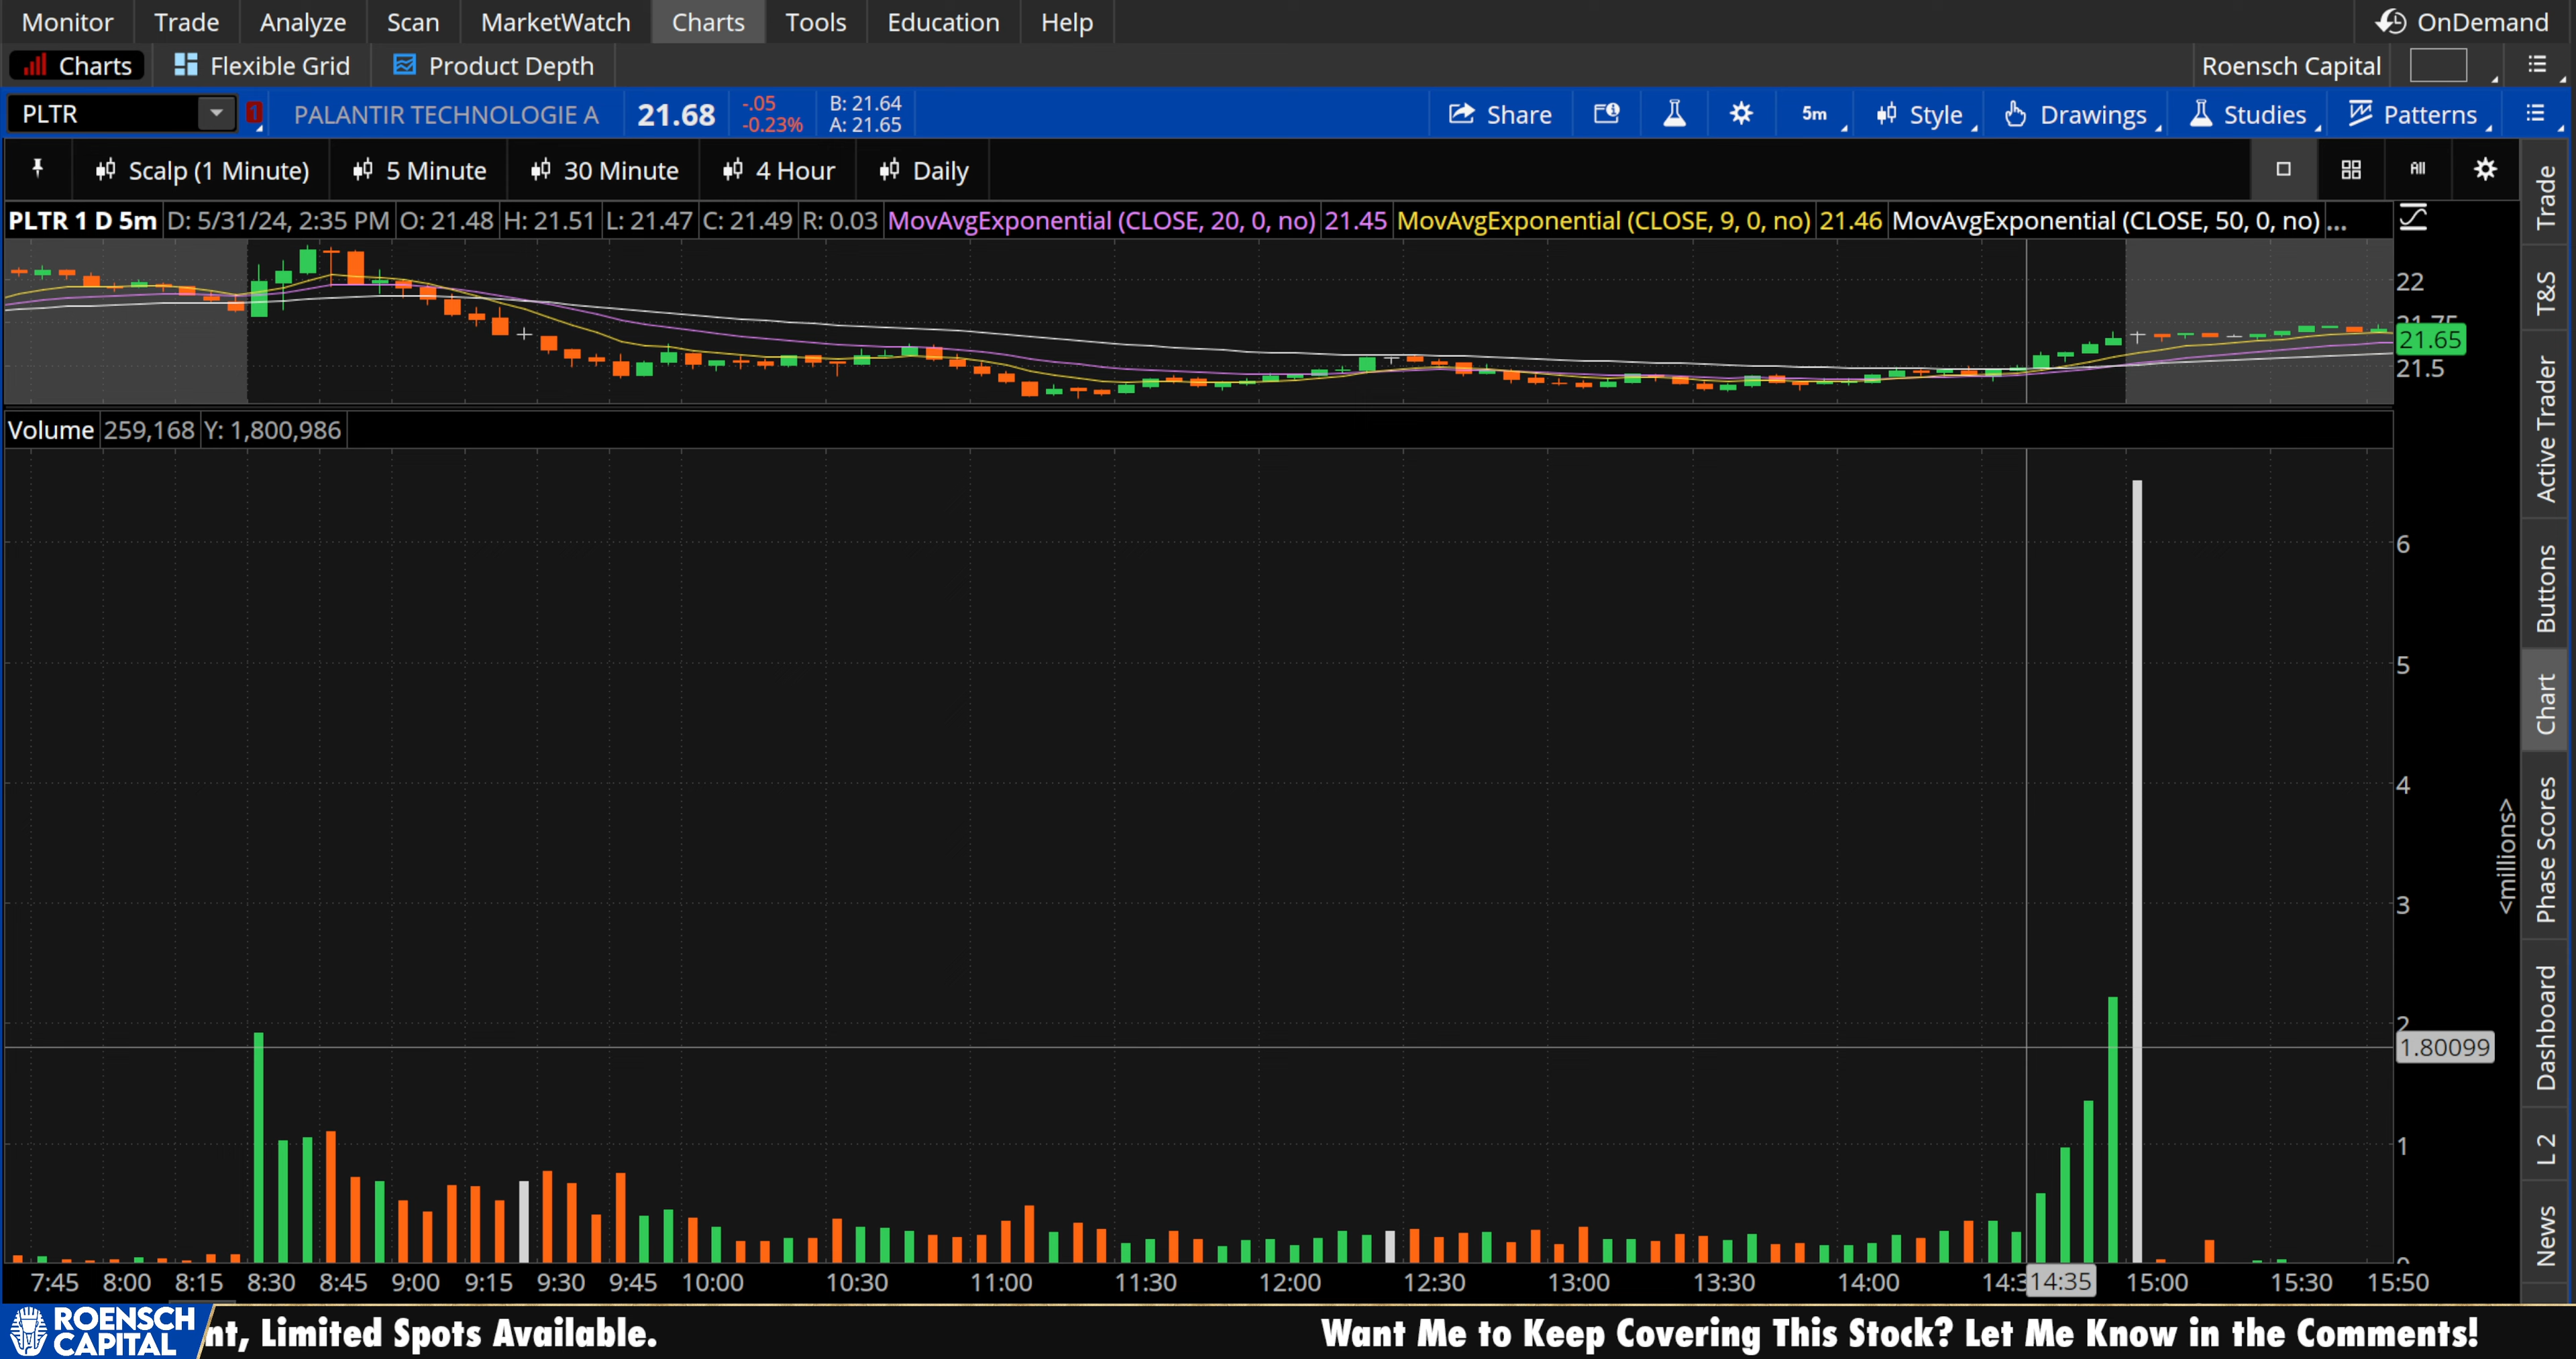 Monitor Trade Analyze Scan MarketWatch Charts Tools Education Help OnDemand
Charts Flexible Grid Product Depth Roensch Capital
PLTR 1 PALANTIR TECHNOLOGIE A 21.68 -.05 -0.23% B: 21.64 A: 21.65 Share 5m Style Drawings Studies Patterns
Scalp (1 Minute) 5 Minute 30 Minute 4 Hour Daily All
PLTR 1 D 5m D: 5/31/24, 2:35 PM O: 21.48 H: 21.51 L: 21.47 C: 21.49 R: 0.03 MovAvgExponential (CLOSE, 20, 0, no) 21.45 MovAvgExponential (CLOSE, 9, 0, no) 21.46 MovAvgExponential (CLOSE, 50, 0, no) ...
22
21.75
21.65
21.5
Volume 259,168 Y: 1,800,986
6
5
4
3
2
1.80099
1
0
<millions>
7:45 8:00 8:15 8:30 8:45 9:00 9:15 9:30 9:45 10:00 10:30 11:00 11:30 12:00 12:30 13:00 13:30 14:00 14:3 14:35 15:00 15:30 15:50
Trade
T&S
Active Trader
Buttons
Chart
Phase Scores
Dashboard
L 2
News
ROENSCH
CAPITAL
nt, Limited Spots Available. Want Me to Keep Covering This Stock? Let Me Know in the Comments!